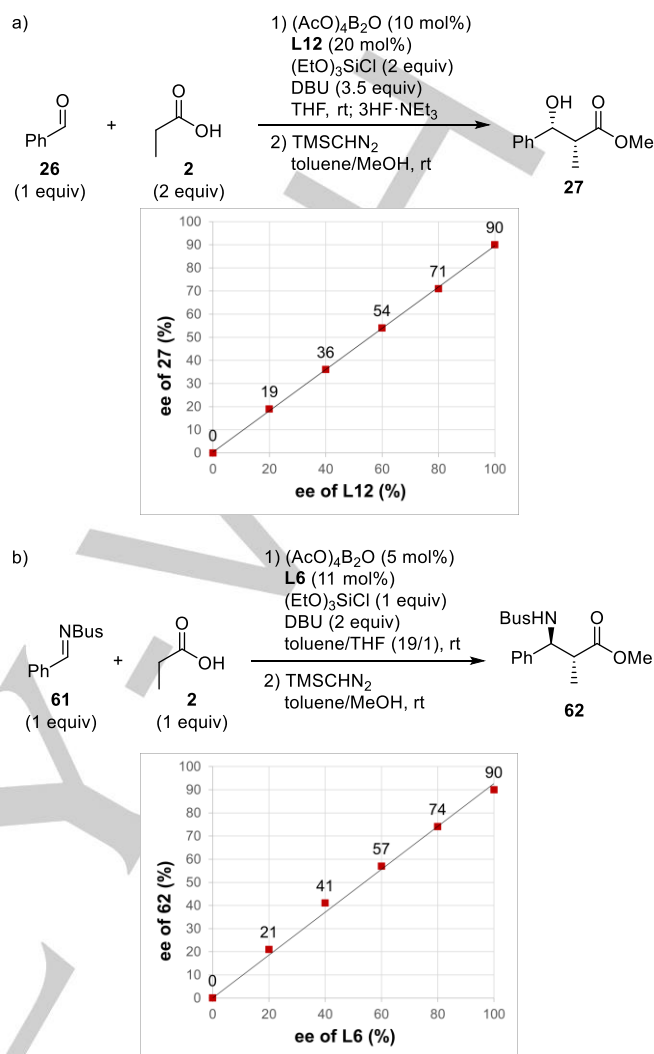 a)
1) (AcO)₄B₂O (10 mol%)
L12 (20 mol%)
(EtO)₃SiCl (2 equiv)
DBU (3.5 equiv)
THF, rt; 3HF·NEt₃
2) TMSCHN₂
toluene/MeOH, rt
O
Ph
26
(1 equiv)
+
O
OH
2
(2 equiv)
OH O
Ph OMe
27
100
90
80
70
60
50
40
30
20
10
0
0 19 36 54 71 90
0 20 40 60 80 100
ee of 27 (%)
ee of L12 (%)
b)
1) (AcO)₄B₂O (5 mol%)
L6 (11 mol%)
(EtO)₃SiCl (1 equiv)
DBU (2 equiv)
toluene/THF (19/1), rt
2) TMSCHN₂
toluene/MeOH, rt
NBus
Ph
61
(1 equiv)
+
O
OH
2
(1 equiv)
BusHN O
Ph OMe
62
100
90
80
70
60
50
40
30
20
10
0
0 21 41 57 74 90
0 20 40 60 80 100
ee of 62 (%)
ee of L6 (%)